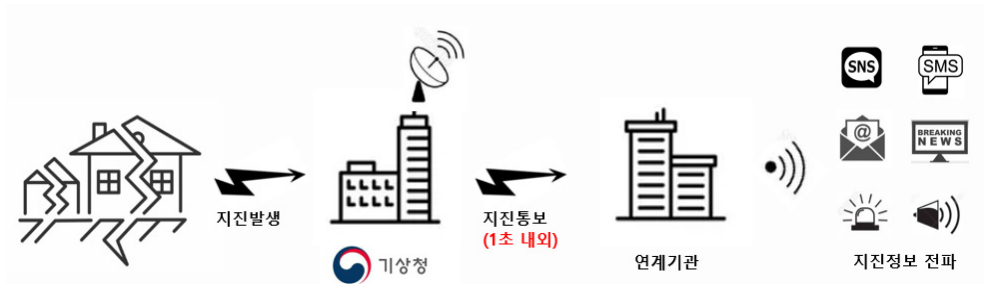 SNS
SMS
@
BREAKING
NEWS
지진발생
지진통보
(1초 내외)
기상청
연계기관
지진정보 전파